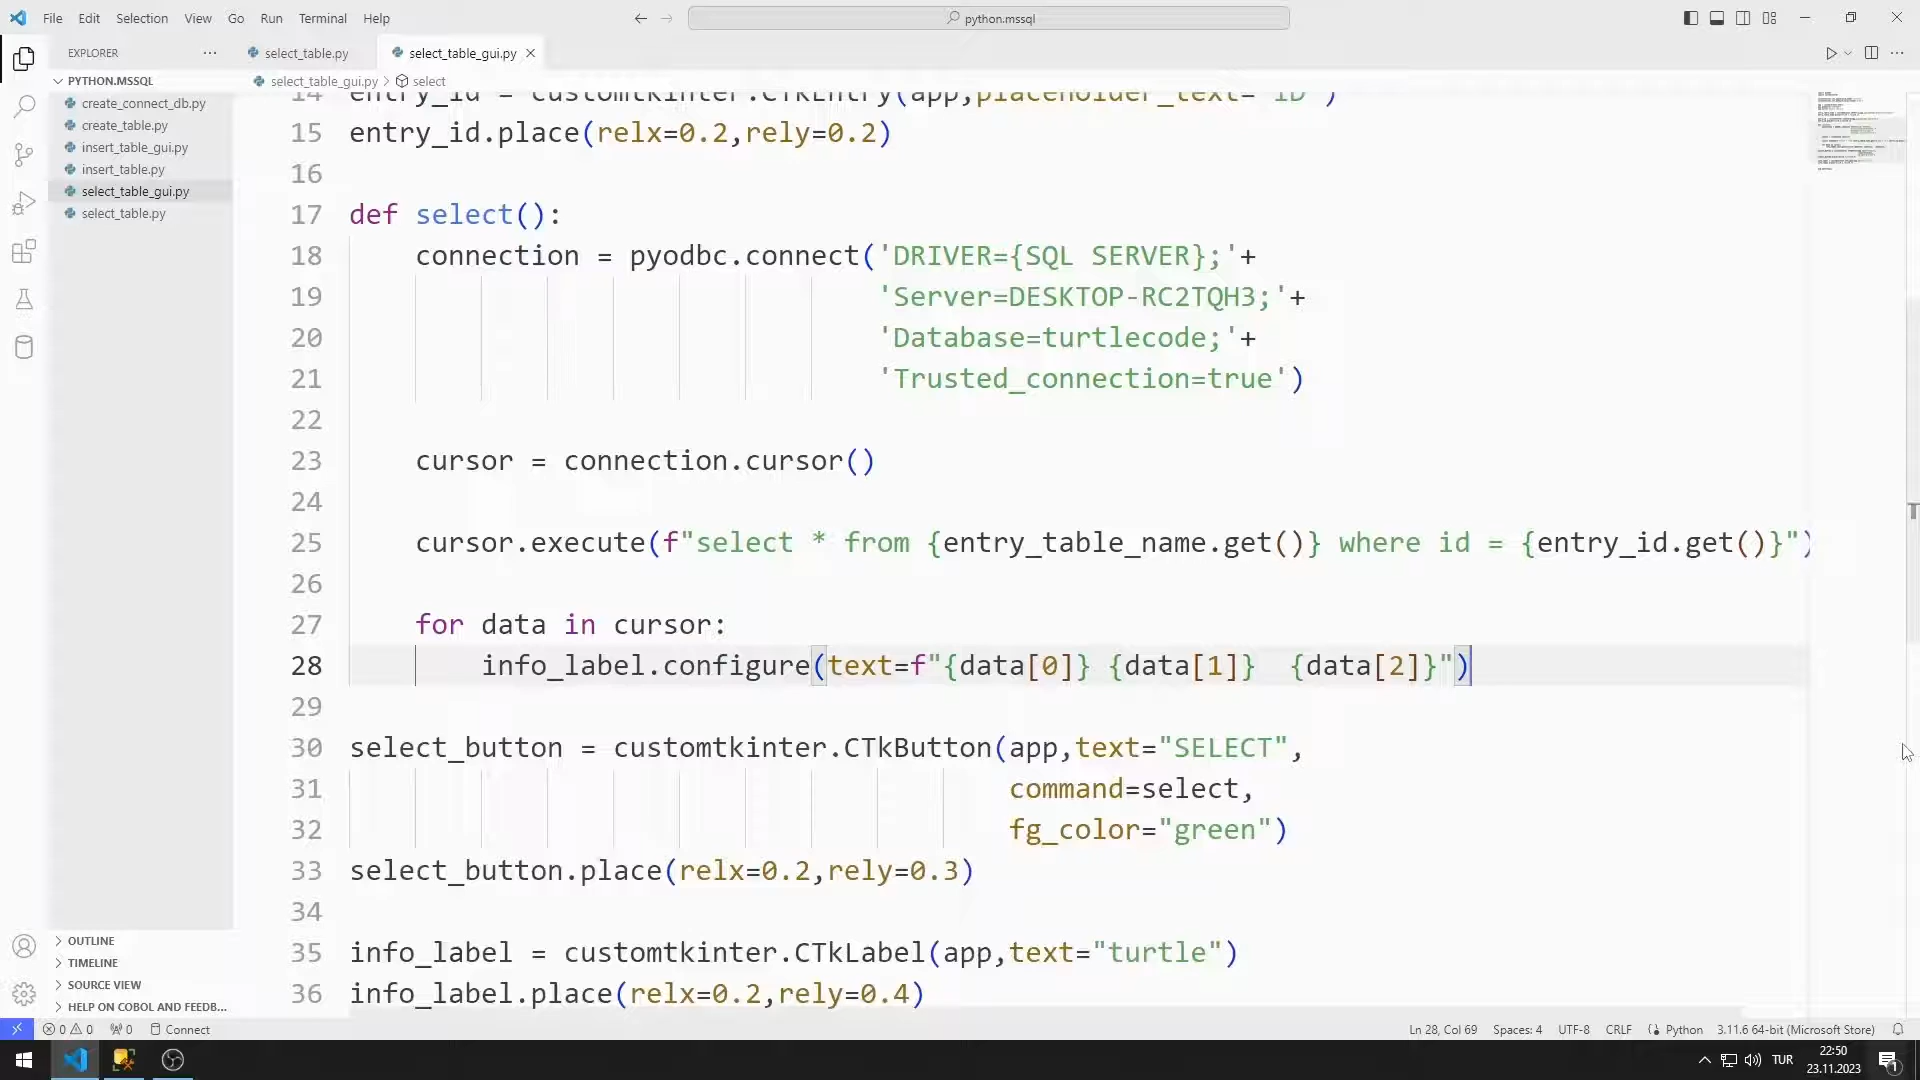 File Edit Selection View Go Run Terminal Help
python.mssql
EXPLORER
select_table.py
select_table_gui.py
PYTHON.MSSQL
select_table_gui.py > select
create_connect_db.py
create_table.py
insert_table_gui.py
insert_table.py
select_table_gui.py
select_table.py
14 entry_id = customtkinter.CTkEntry(app,placeholder_text="ID")
15 entry_id.place(relx=0.2,rely=0.2)
16
17 def select():
18     connection = pyodbc.connect('DRIVER={SQL SERVER};'+
19                                 'Server=DESKTOP-RC2TQH3;'+
20                                 'Database=turtlecode;'+
21                                 'Trusted_connection=true')
22
23     cursor = connection.cursor()
24
25     cursor.execute(f"select * from {entry_table_name.get()} where id = {entry_id.get()}")
26
27     for data in cursor:
28         info_label.configure(text=f"{data[0]} {data[1]}  {data[2]}")
29
30 select_button = customtkinter.CTkButton(app,text="SELECT",
31                                         command=select,
32                                         fg_color="green")
33 select_button.place(relx=0.2,rely=0.3)
34
35 info_label = customtkinter.CTkLabel(app,text="turtle")
36 info_label.place(relx=0.2,rely=0.4)
OUTLINE
TIMELINE
SOURCE VIEW
HELP ON COBOL AND FEEDB...
0 0 0 Connect
Ln 28, Col 69 Spaces: 4 UTF-8 CRLF Python 3.11.6 64-bit (Microsoft Store)
TUR
22:50
23.11.2023
1